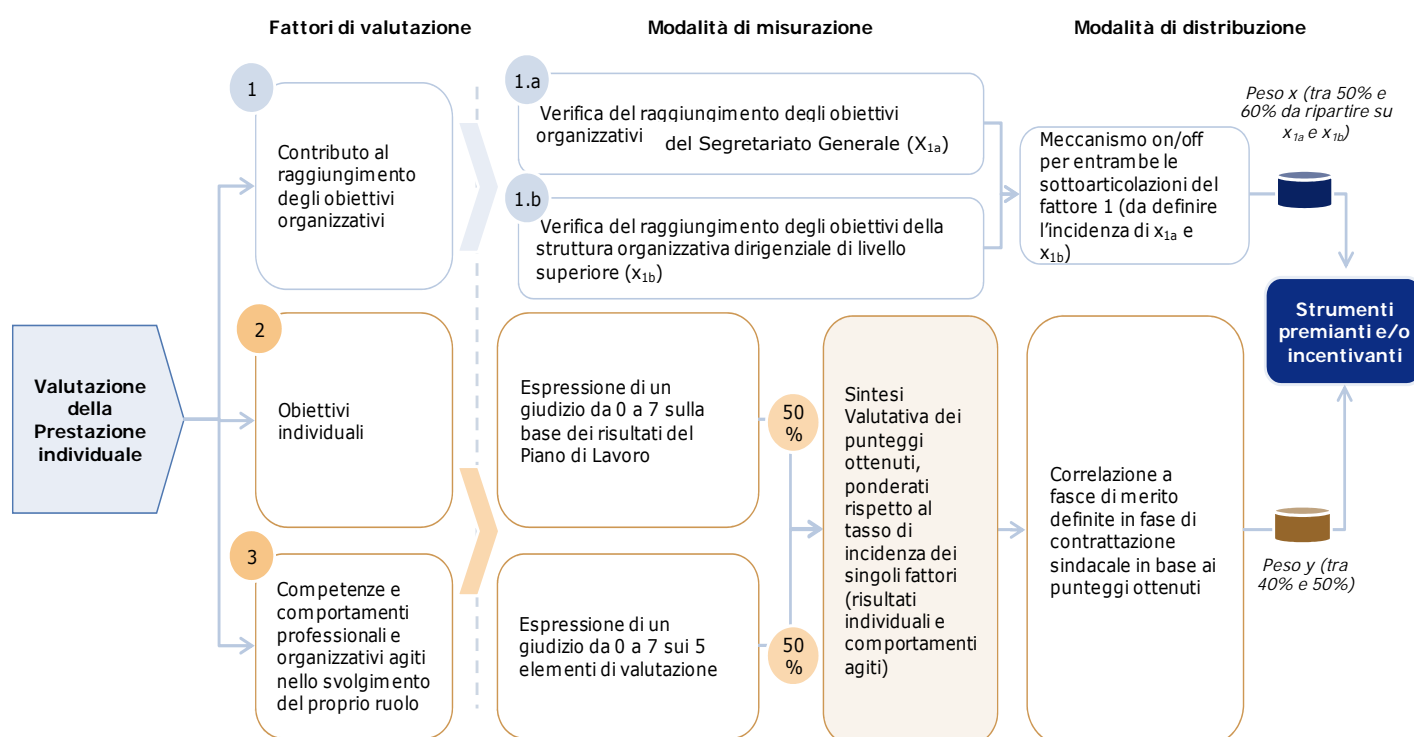 Fattori di valutazione
Modalità di misurazione
Modalità di distribuzione
Valutazione
della
Prestazione
individuale
1
Contributo al
raggiungimento
degli obiettivi
organizzativi
1.a
Verifica del raggiungimento degli obiettivi
organizzativi
del Segretariato Generale (X1a)
1.b
Verifica del raggiungimento degli obiettivi della
struttura organizzativa dirigenziale di livello
superiore (x1b)
Meccanismo on/off
per entrambe le
sottoarticolazioni del
fattore 1 (da definire
l'incidenza di x1a e
x1b)
Peso x (tra 50% e
60% da ripartire su
x1a e x1b)
Strumenti
premianti e/o
incentivanti
2
Obiettivi
individuali
Espressione di un
giudizio da 0 a 7 sulla
base dei risultati del
Piano di Lavoro
50
%
3
Competenze e
comportamenti
professionali e
organizzativi agiti
nello svolgimento
del proprio ruolo
Espressione di un
giudizio da 0 a 7 sui 5
elementi di valutazione
50
%
Sintesi
Valutativa dei
punteggi
ottenuti,
ponderati
rispetto al
tasso di
incidenza dei
singoli fattori
(risultati
individuali e
comportamenti
agiti)
Correlazione a
fasce di merito
definite in fase di
contrattazione
sindacale in base ai
punteggi ottenuti
Peso y (tra
40% e 50%)